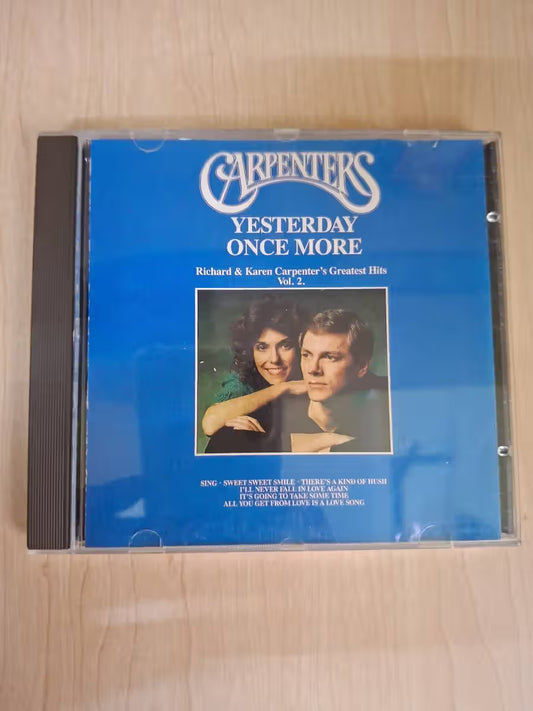 CARPENTERS
YESTERDAY
ONCE MORE
Richard & Karen Carpenter's Greatest Hits
Vol. 2.
SING · SWEET SWEET SMILE · THERE'S A KIND OF HUSH
I'LL NEVER FALL IN LOVE AGAIN
IT'S GOING TO TAKE SOME TIME
ALL YOU GET FROM LOVE IS A LOVE SONG